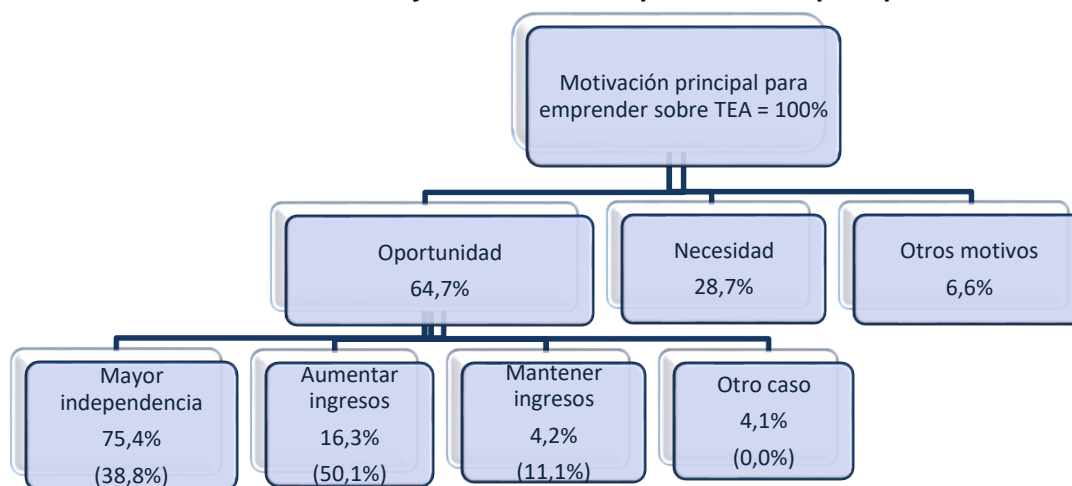 Motivación principal para
emprender sobre TEA = 100%
Oportunidad
64,7%
Necesidad
28,7%
Otros motivos
6,6%
Mayor
independencia
75,4%
(38,8%)
Aumentar
ingresos
16,3%
(50,1%)
Mantener
ingresos
4,2%
(11,1%)
Otro caso
4,1%
(0,0%)